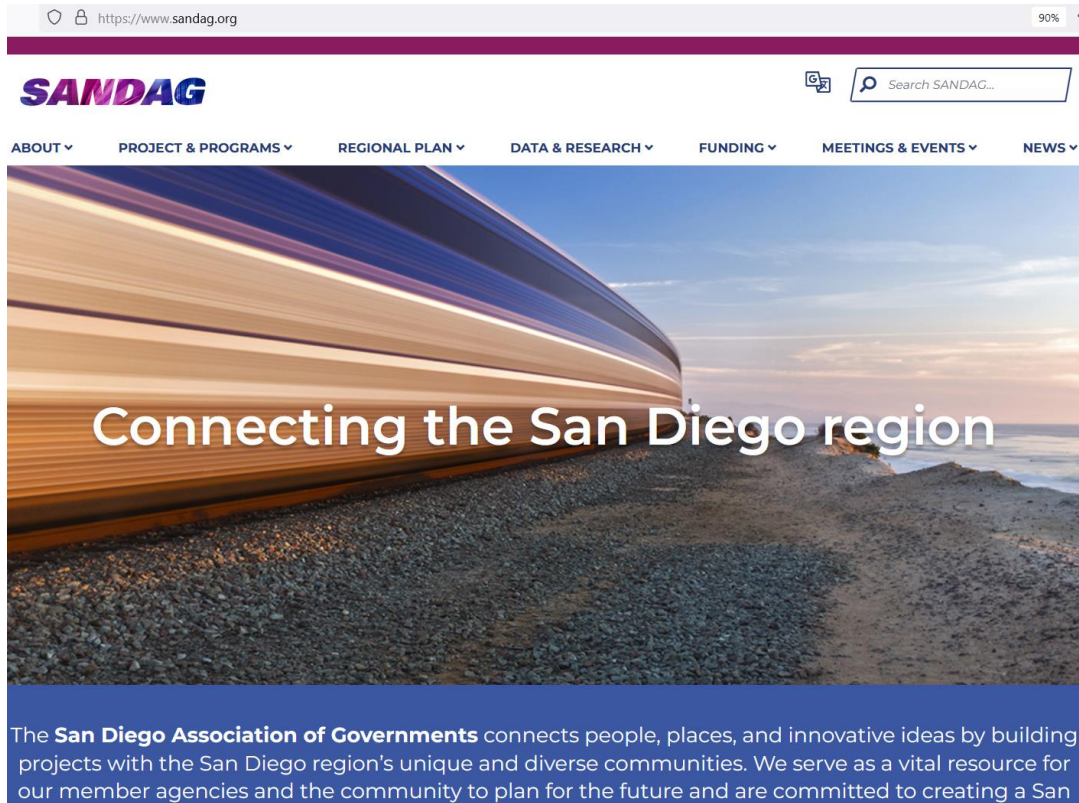 https://www.sandag.org
90%
SANDAG
Search SANDAG...
ABOUT
PROJECT & PROGRAMS
REGIONAL PLAN
DATA & RESEARCH
FUNDING
MEETINGS & EVENTS
NEWS
Connecting the San Diego region
The San Diego Association of Governments connects people, places, and innovative ideas by building
projects with the San Diego region's unique and diverse communities. We serve as a vital resource for
our member agencies and the community to plan for the future and are committed to creating a San